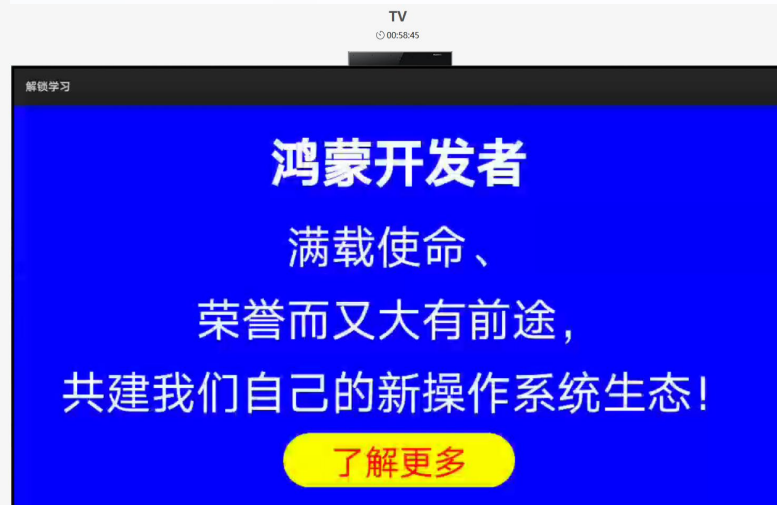 TV
00:58:45
解锁学习
鸿蒙开发者
满载使命、
荣誉而又大有前途，
共建我们自己的新操作系统生态！
了解更多